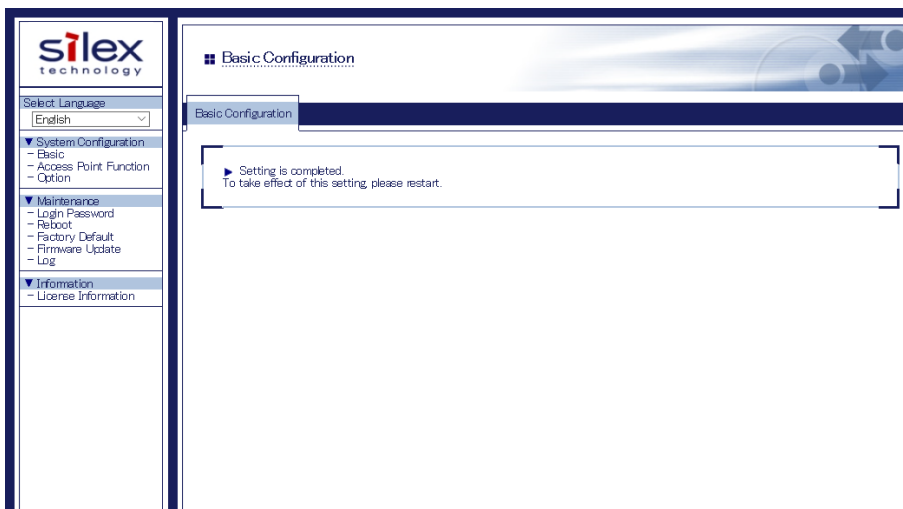 silex
technology
Select Language
English
▼ System Configuration
- Basic
- Access Point Function
- Option
▼ Maintenance
- Login Password
- Reboot
- Factory Default
- Firmware Update
- Log
▼ Information
- License Information
Basic Configuration
Basic Configuration
Setting is completed.
To take effect of this setting, please restart.